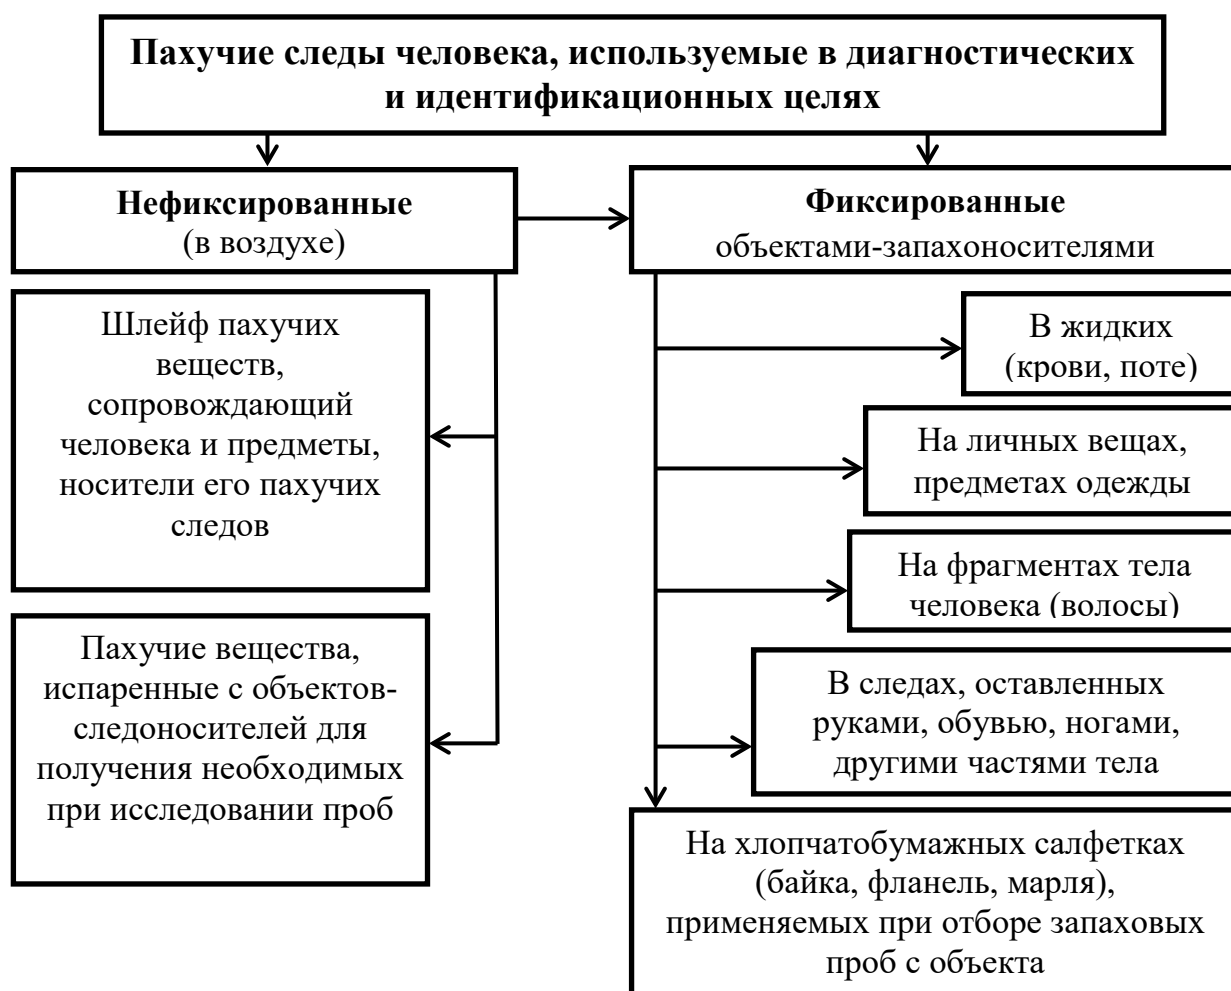 Пахучие следы человека, используемые в диагностических
и идентификационных целях
Нефиксированные
(в воздухе)
Шлейф пахучих
веществ,
сопровождающий
человека и предметы,
носители его пахучих
следов
Пахучие вещества,
испаренные с объектов-
следоносителей для
получения необходимых
при исследовании проб
Фиксированные
объектами-запахоносителями
В жидких
(крови, поте)
На личных вещах,
предметах одежды
На фрагментах тела
человека (волосы)
В следах, оставленных
руками, обувью, ногами,
другими частями тела
На хлопчатобумажных салфетках
(байка, фланель, марля),
применяемых при отборе запаховых
проб с объекта